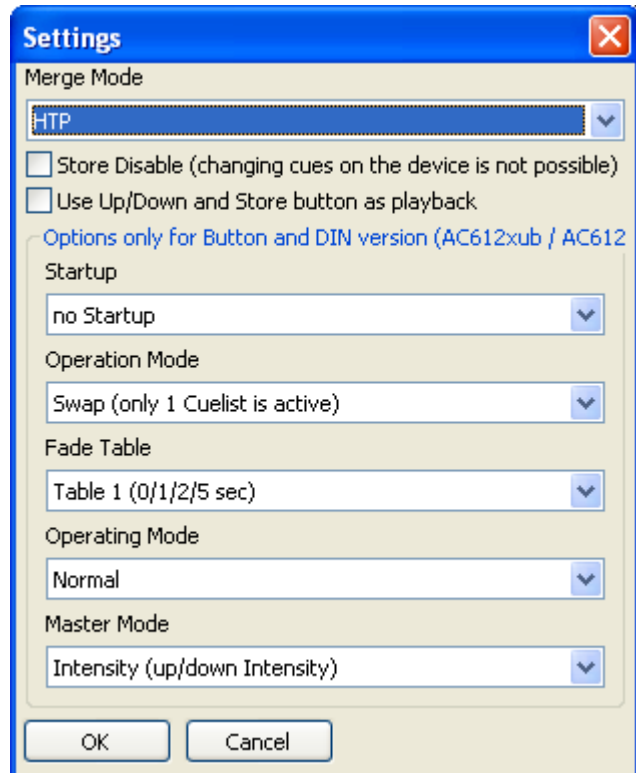 Settings
Merge Mode
HTP
Store Disable (changing cues on the device is not possible)
Use Up/Down and Store button as playback
Options only for Button and DIN version (AC612xub / AC612
Startup
no Startup
Operation Mode
Swap (only 1 Cuelist is active)
Fade Table
Table 1 (0/1/2/5 sec)
Operating Mode
Normal
Master Mode
Intensity (up/down Intensity)
OK
Cancel